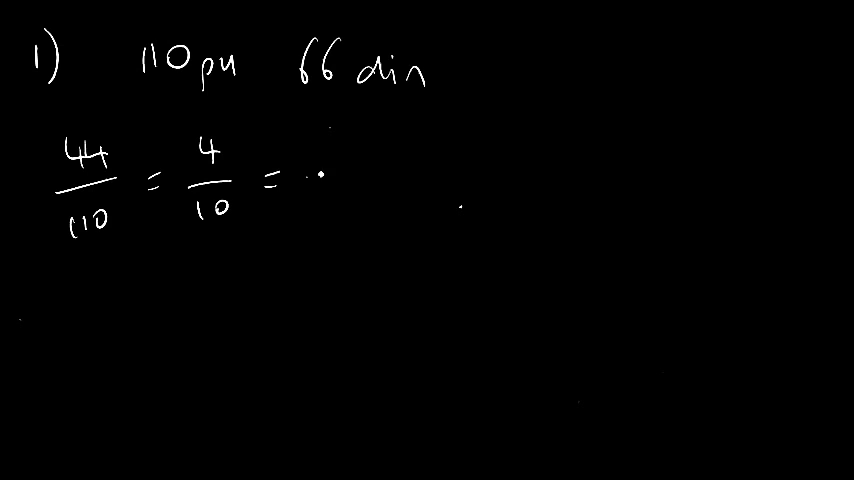 1) 110 pu 66 din
44/110 = 4/10 =